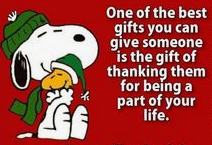 One of the best
gifts you can
give someone
is the gift of
thanking them
for being a
part of your
life.